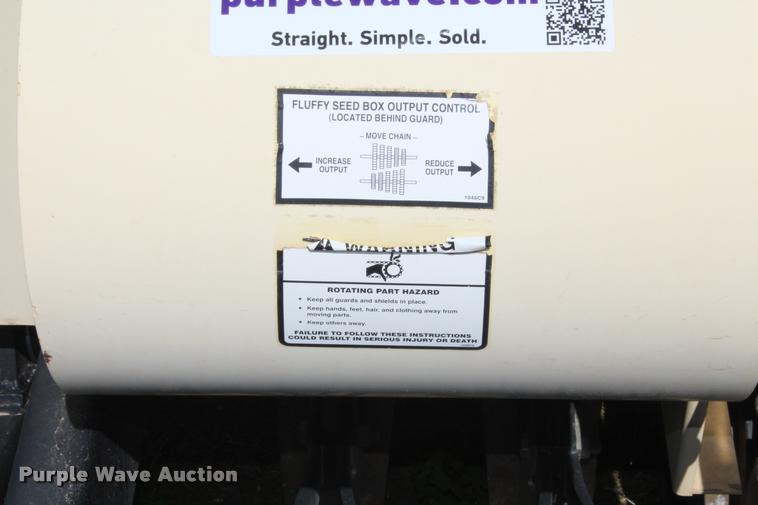 purplewave.com
Straight. Simple. Sold.
FLUFFY SEED BOX OUTPUT CONTROL
(LOCATED BEHIND GUARD)
– MOVE CHAIN –
INCREASE OUTPUT
REDUCE OUTPUT
1046C9
WARNING
ROTATING PART HAZARD
• Keep all guards and shields in place.
• Keep hands, feet, hair, and clothing away from
moving parts.
• Keep others away.
FAILURE TO FOLLOW THESE INSTRUCTIONS
COULD RESULT IN SERIOUS INJURY OR DEATH
Purple Wave Auction